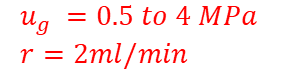 u_g = 0.5 to 4 MPa
r = 2ml/min